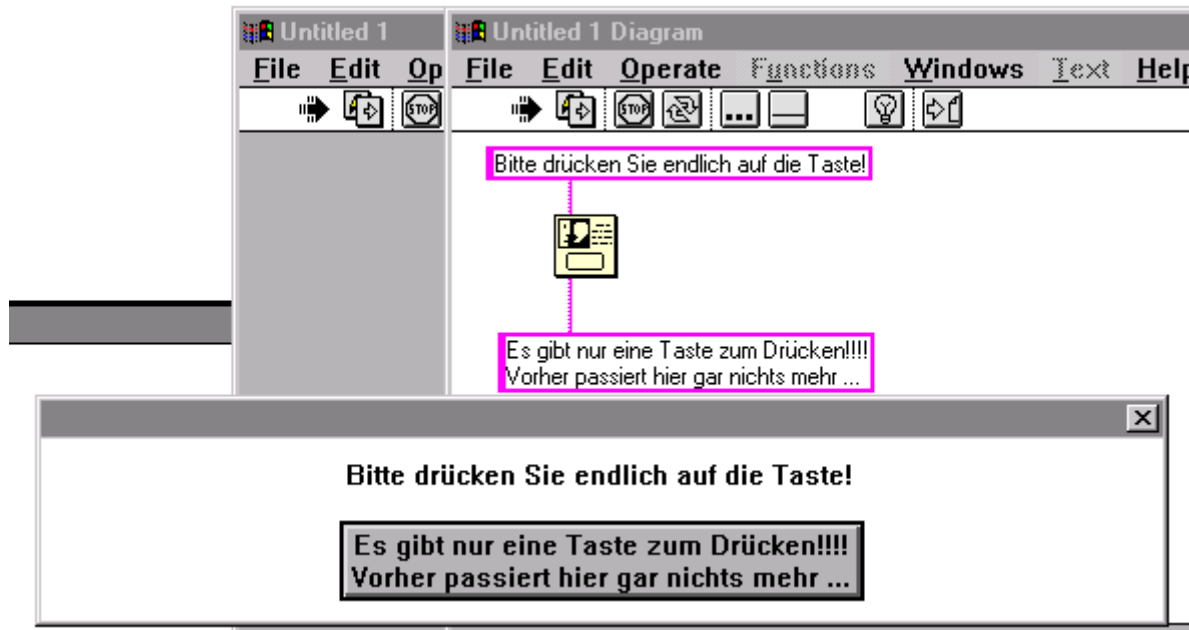 Untitled 1
File Edit Op
Untitled 1 Diagram
File Edit Operate Functions Windows Text Help
STOP
STOP
Bitte drücken Sie endlich auf die Taste!
Es gibt nur eine Taste zum Drücken!!!!
Vorher passiert hier gar nichts mehr ...
Bitte drücken Sie endlich auf die Taste!
Es gibt nur eine Taste zum Drücken!!!!
Vorher passiert hier gar nichts mehr ...